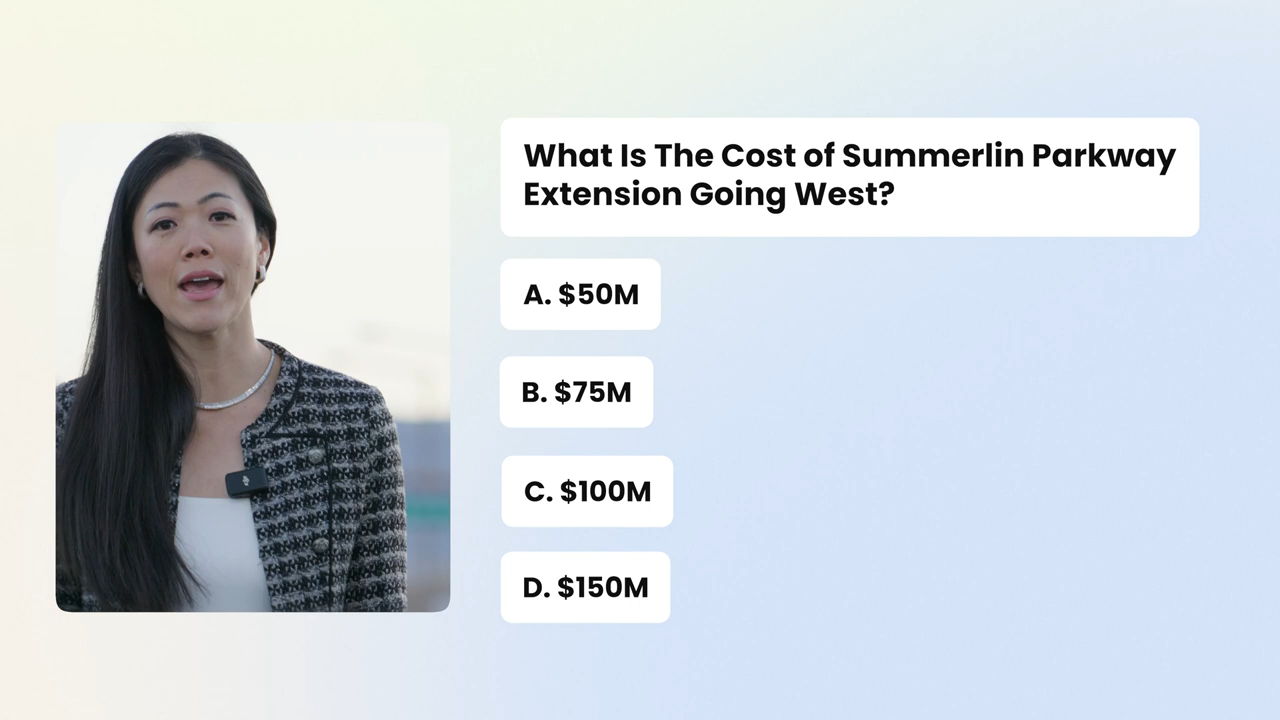 What Is The Cost of Summerlin Parkway
Extension Going West?
A. $50M
B. $75M
C. $100M
D. $150M